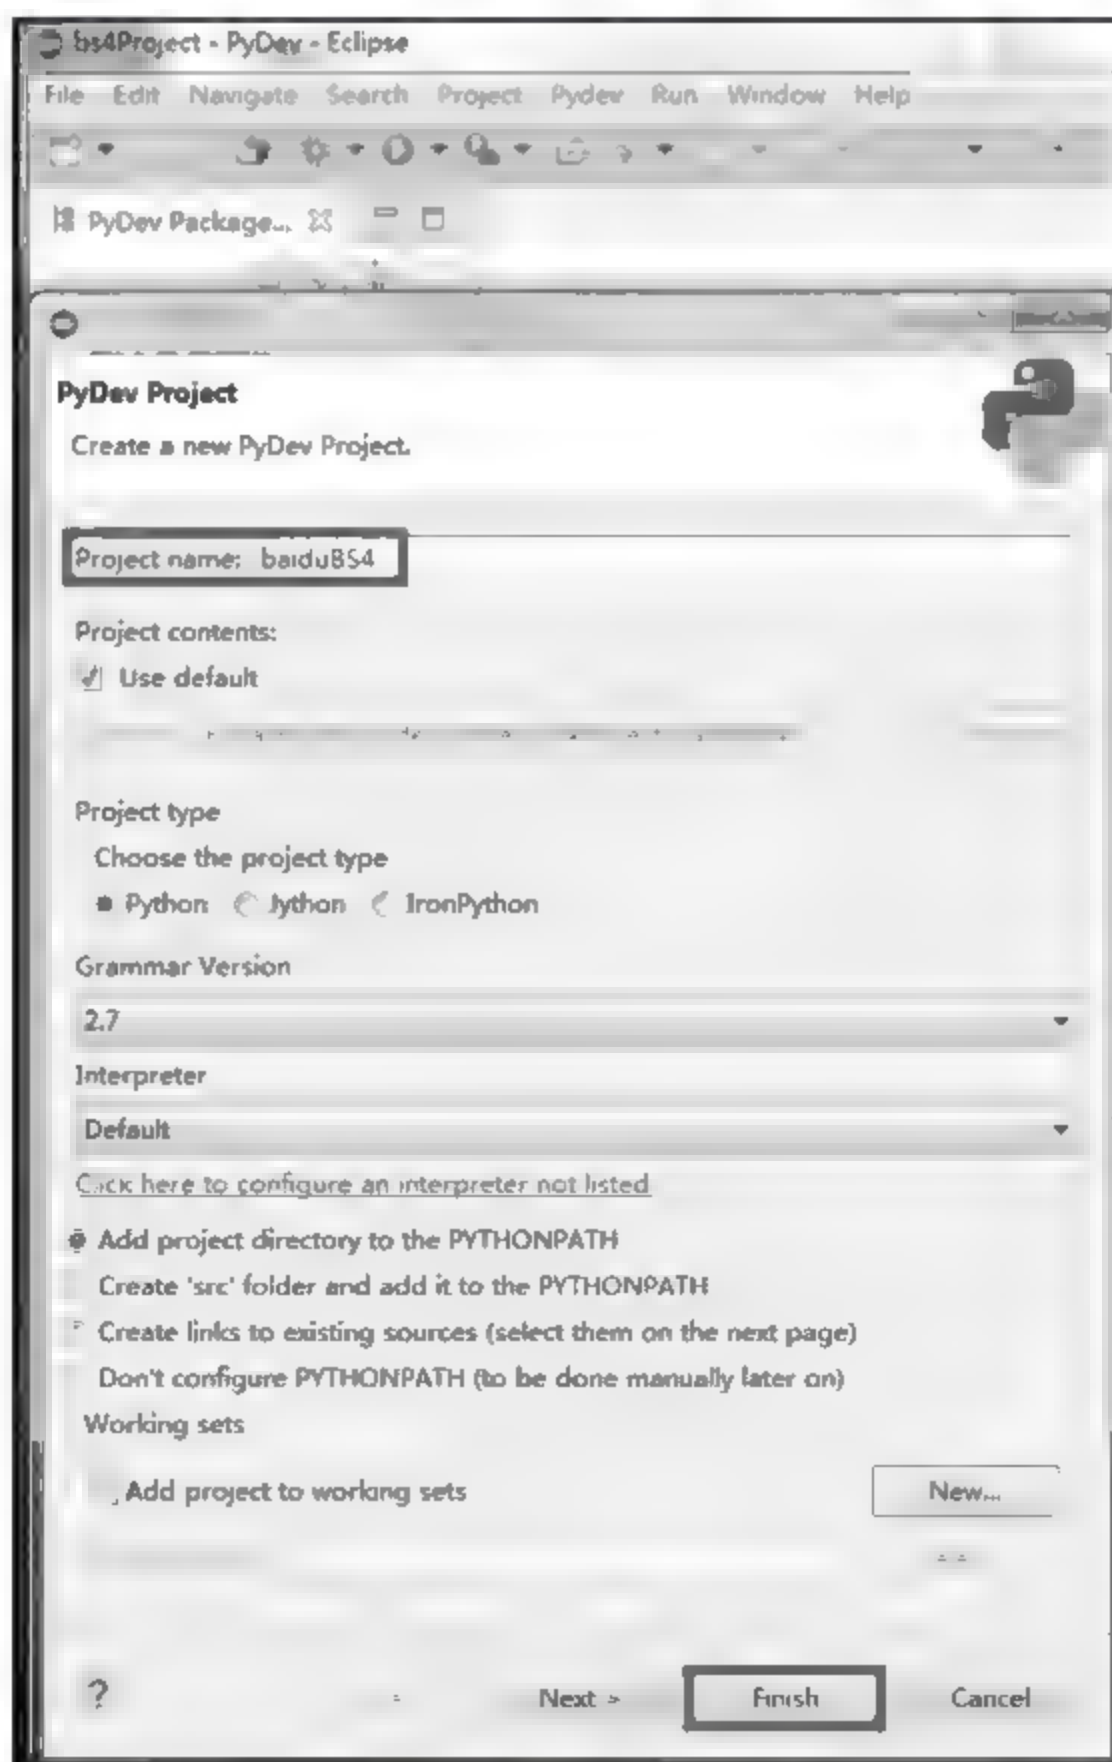 bs4Project - PyDev - Eclipse
File Edit Navigate Search Project Pydev Run Window Help
PyDev Package...
PyDev Project
Create a new PyDev Project.
Project name: baiduBS4
Project contents:
Use default
Project type
Choose the project type
Python Jython IronPython
Grammar Version
2.7
Interpreter
Default
Click here to configure an interpreter not listed
Add project directory to the PYTHONPATH
Create 'src' folder and add it to the PYTHONPATH
Create links to existing sources (select them on the next page)
Don't configure PYTHONPATH (to be done manually later on)
Working sets
Add project to working sets New...
? Next > Finish Cancel